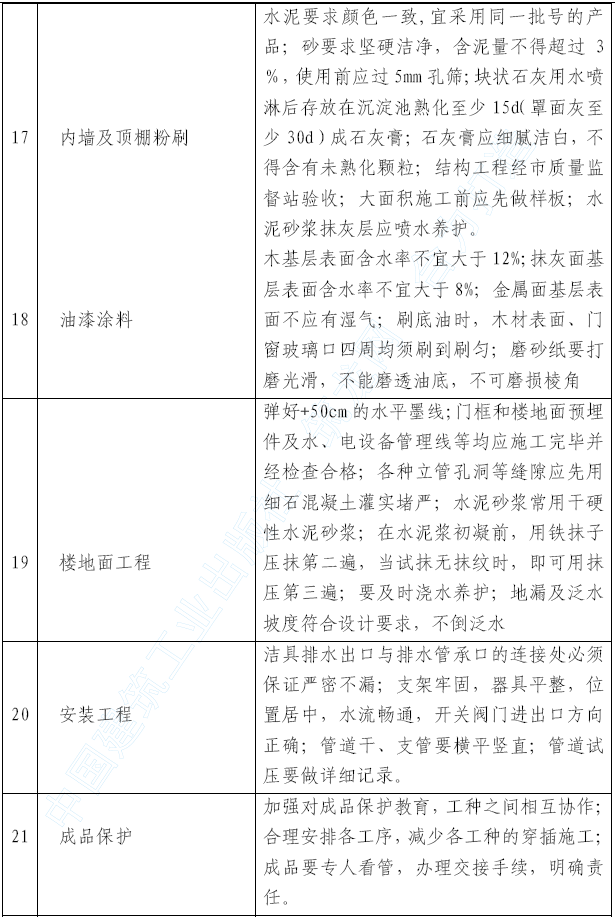 水泥要求颜色一致,宜采用同一批号的产
品；砂要求坚硬洁净，含泥量不得超过 3
%，使用前应过5mm孔筛；块状石灰用水喷
淋后存放在沉淀池熟化至少15d(罩面灰至
17 内墙及顶棚粉刷 少30d)成石灰膏；石灰膏应细腻洁白，不
得含有未熟化颗粒；结构工程经市质量监
督站验收；大面积施工前应先做样板；水
泥砂浆抹灰层应喷水养护。
木基层表面含水率不宜大于12%;抹灰面基
层表面含水率不宜大于8%；金属面基层表
18 油漆涂料 面不应有湿气；刷底油时，木材表面、门
窗玻璃口四周均须刷到刷匀；磨砂纸要打
磨光滑，不能磨透油底，不可磨损棱角
弹好+50cm的水平墨线；门框和楼地面预埋
件及水、电设备管理线等均应施工完毕并
经检查合格；各种立管孔洞等缝隙应先用
细石混凝土灌实堵严；水泥砂浆常用干硬
性水泥砂浆；在水泥浆初凝前，用铁抹子
19 楼地面工程 压抹第二遍，当试抹无抹纹时，即可用抹
压第三遍；要及时浇水养护；地漏及泛水
坡度符合设计要求，不倒泛水
洁具排水出口与排水管承口的连接处必须
保证严密不漏；支架牢固，器具平整，位
20 安装工程 置居中，水流畅通，开关阀门进出口方向
正确；管道干、支管要横平竖直；管道试
压要做详细记录。
加强对成品保护教育,工种之间相互协作；
21 成品保护 合理安排各工序,减少各工种的穿插施工；
成品要专人看管，办理交接手续，明确责
任。
中国建筑工业出版